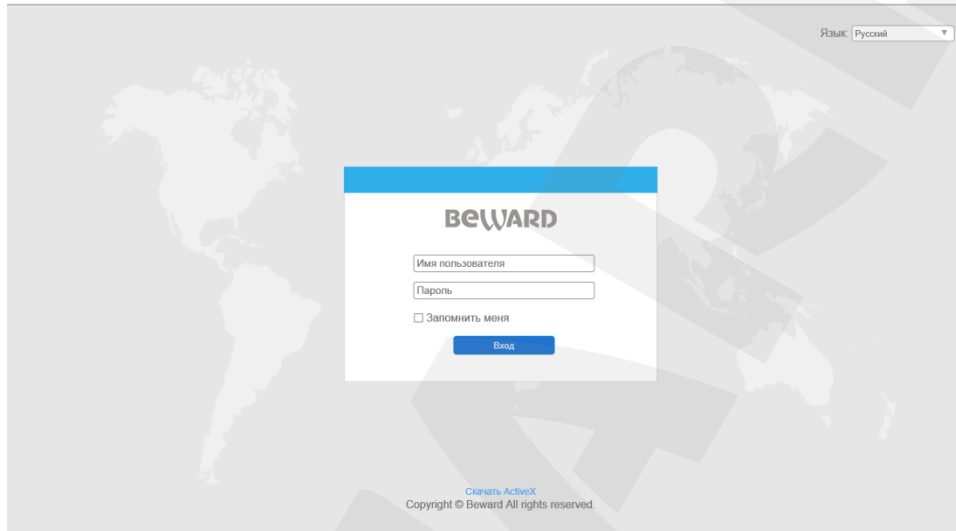 Язык: Русский
BEWARD
Имя пользователя
Пароль
Запомнить меня
Вход
Скачать ActiveX
Copyright © Beward All rights reserved.